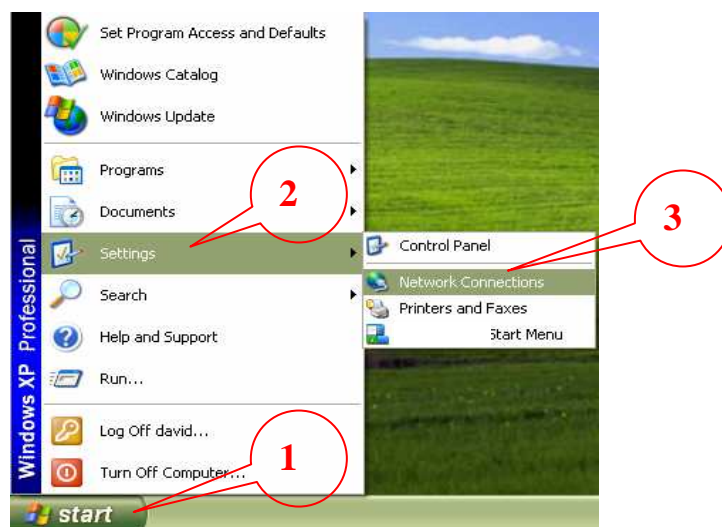 Set Program Access and Defaults
Windows Catalog
Windows Update
Programs
2
Documents
Settings
Search
Help and Support
Run...
Log Off david...
1
Turn Off Computer...
Windows XP Professional
start
3
Control Panel
Network Connections
Printers and Faxes
Start Menu